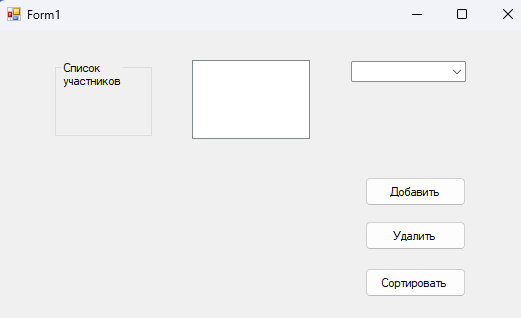 Form1
Список
участников
Добавить
Удалить
Сортировать